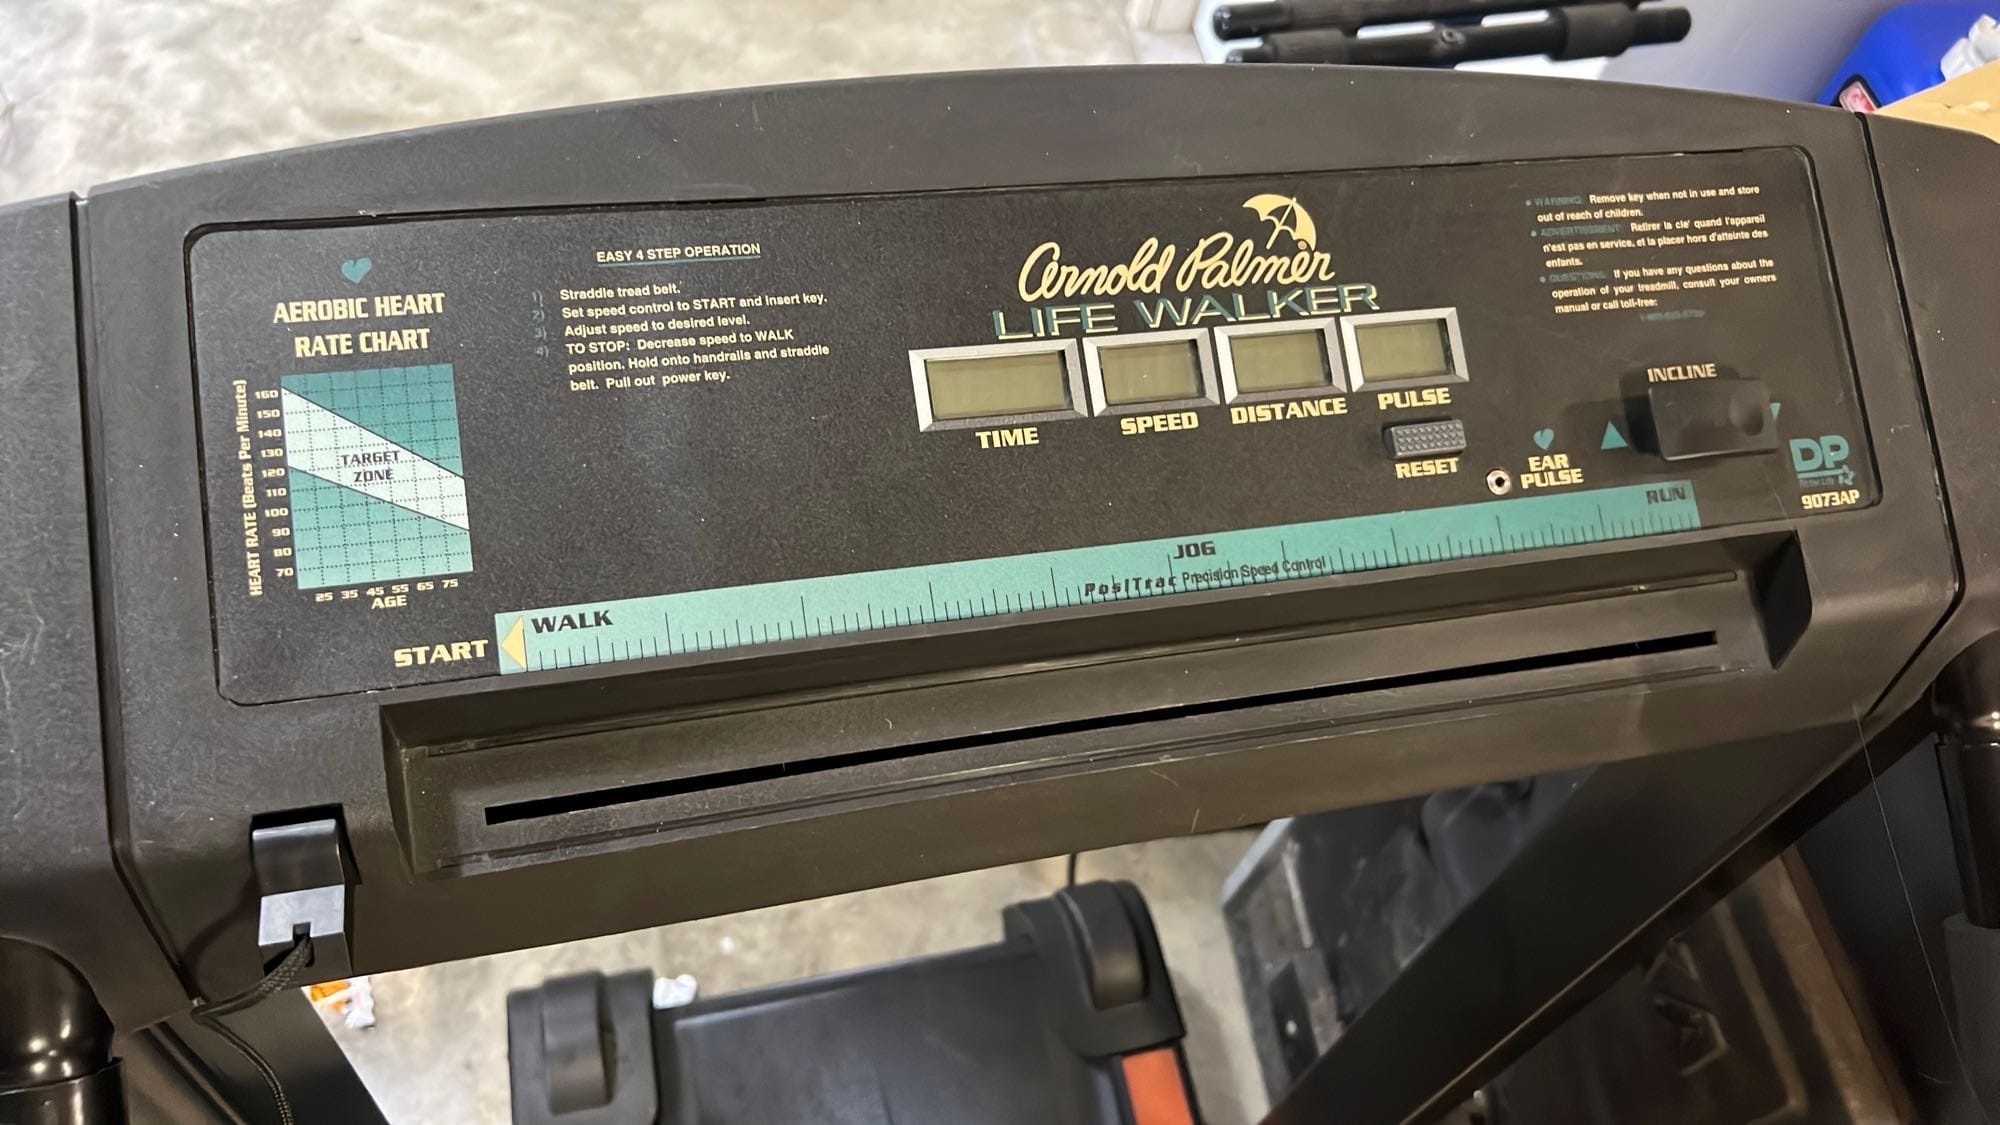 AEROBIC HEART
RATE CHART
HEART RATE (Beats Per Minute)
160
150
140
130
120
110
100
90
80
70
TARGET
ZONE
25 35 45 55 65 75
AGE
EASY 4 STEP OPERATION
1) Straddle tread belt.
2) Set speed control to START and insert key.
3) Adjust speed to desired level.
4) TO STOP: Decrease speed to WALK
position. Hold onto handrails and straddle
belt. Pull out power key.
Arnold Palmer
LIFE WALKER
TIME
SPEED
DISTANCE
PULSE
RESET
EAR
PULSE
• WARNING: Remove key when not in use and store
out of reach of children.
• ADVERTISSMENT: Retirer la cle' quand l'appareil
n'est pas en service, et la placer hors d'atteinte des
enfants.
• QUESTIONS: If you have any questions about the
operation of your treadmill, consult your owners
manual or call toll-free:
INCLINE
DP
9073AP
START
WALK
JOG
RUN
PosiTrac Precision Speed Control